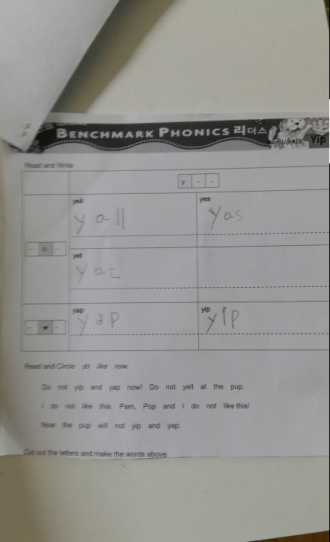 BENCHMARK PHONICS 리더스
Yip
Read and Write
y - -
yell yes
yall yas
yet
yat
yap yip
yap yip
Read and Circle do like now
Do not yip and yap now! Do not yell at the pup.
I do not like this. Pam, Pop and I do not like this!
Now the pup will not yip and yap.
Cut out the letters and make the words above.